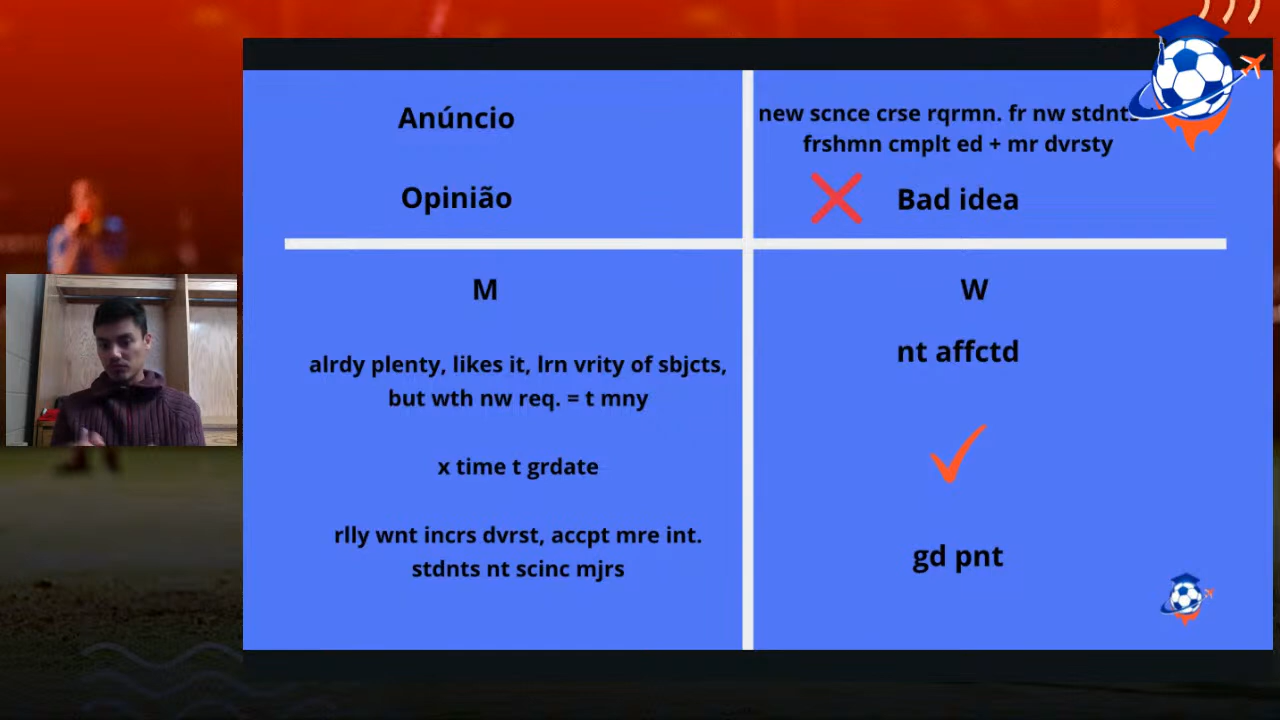 Anúncio
new scnce crse rqrmn. fr nw stdnts
frshmn cmplt ed + mr dvrsty
Opinião
Bad idea
M
W
alrdy plenty, likes it, lrn vrity of sbjcts,
but wth nw req. = t mny
x time t grdate
rlly wnt incrs dvrst, accpt mre int.
stdnts nt scinc mjrs
nt affctd
gd pnt